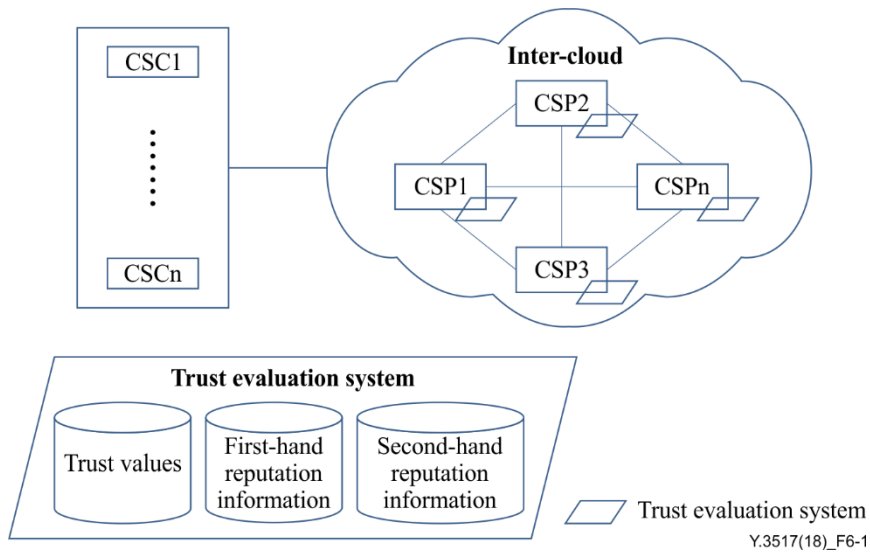 CSC1
CSCn
Inter-cloud
CSP2
CSP1
CSPn
CSP3
Trust evaluation system
Trust values
First-hand
reputation
information
Second-hand
reputation
information
Trust evaluation system
Y.3517(18)_F6-1